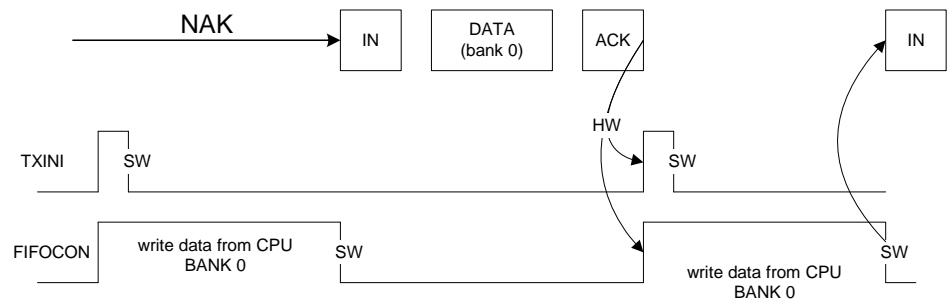 NAK
IN
DATA
(bank 0)
ACK
IN
HW
TXINI
SW
SW
FIFOCON
write data from CPU
BANK 0
SW
write data from CPU
BANK 0
SW